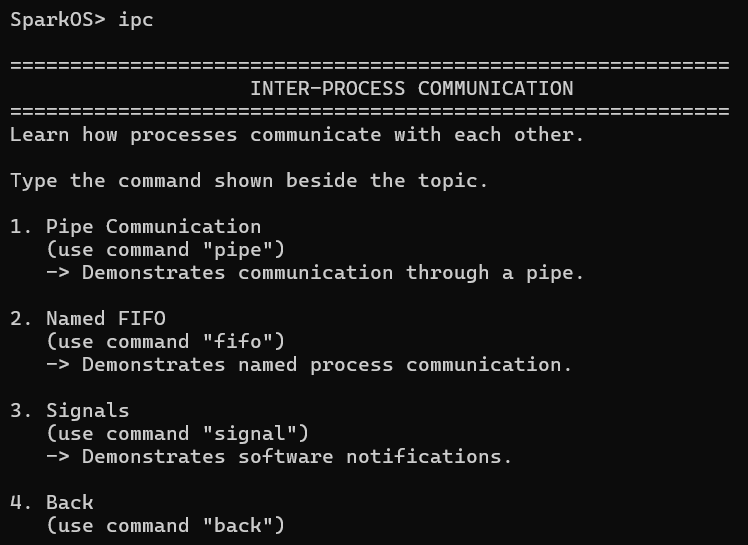 SparkOS> ipc
============================================================
INTER-PROCESS COMMUNICATION
============================================================
Learn how processes communicate with each other.
Type the command shown beside the topic.
1. Pipe Communication
(use command "pipe")
-> Demonstrates communication through a pipe.
2. Named FIFO
(use command "fifo")
-> Demonstrates named process communication.
3. Signals
(use command "signal")
-> Demonstrates software notifications.
4. Back
(use command "back")